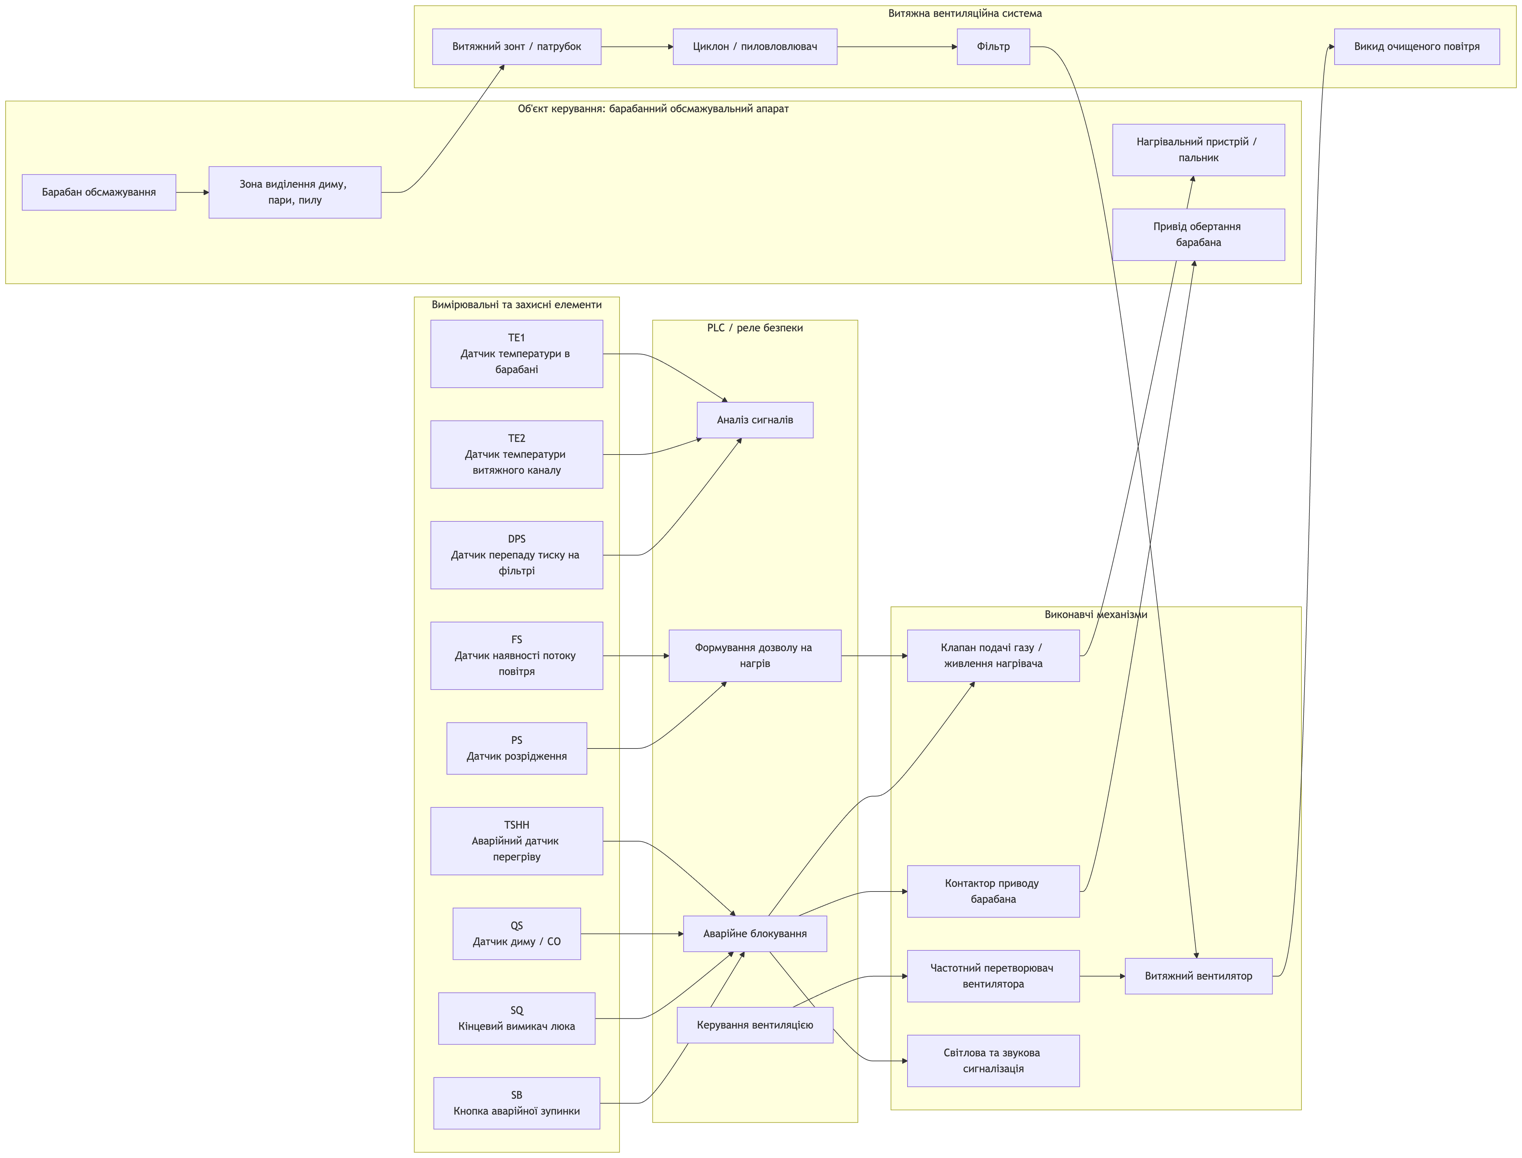 Витяжна вентиляційна система
Витяжний зонт / патрубок
Циклон / пиловловлювач
Фільтр
Викид очищеного повітря
Об'єкт керування: барабанний обсмажувальний апарат
Барабан обсмажування
Зона виділення диму,
пари, пилу
Нагрівальний пристрій /
пальник
Привід обертання
барабана
Вимірювальні та захисні елементи
TE1
Датчик температури в
барабані
TE2
Датчик температури
витяжного каналу
DPS
Датчик перепаду тиску на
фільтрі
FS
Датчик наявності потоку
повітря
PS
Датчик розрідження
TSHH
Аварійний датчик
перегріву
QS
Датчик диму / CO
SQ
Кінцевий вимикач люка
SB
Кнопка аварійної зупинки
PLC / реле безпеки
Аналіз сигналів
Формування дозволу на
нагрів
Аварійне блокування
Керування вентиляцією
Виконавчі механізми
Клапан подачі газу /
живлення нагрівача
Контактор приводу
барабана
Частотний перетворювач
вентилятора
Витяжний вентилятор
Світлова та звукова
сигналізація